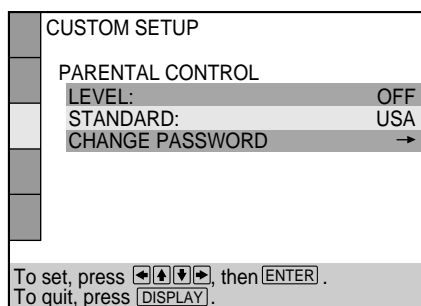 CUSTOM SETUP
PARENTAL CONTROL
LEVEL: OFF
STANDARD: USA
CHANGE PASSWORD →
To set, press ←↑↓→, then ENTER.
To quit, press DISPLAY.